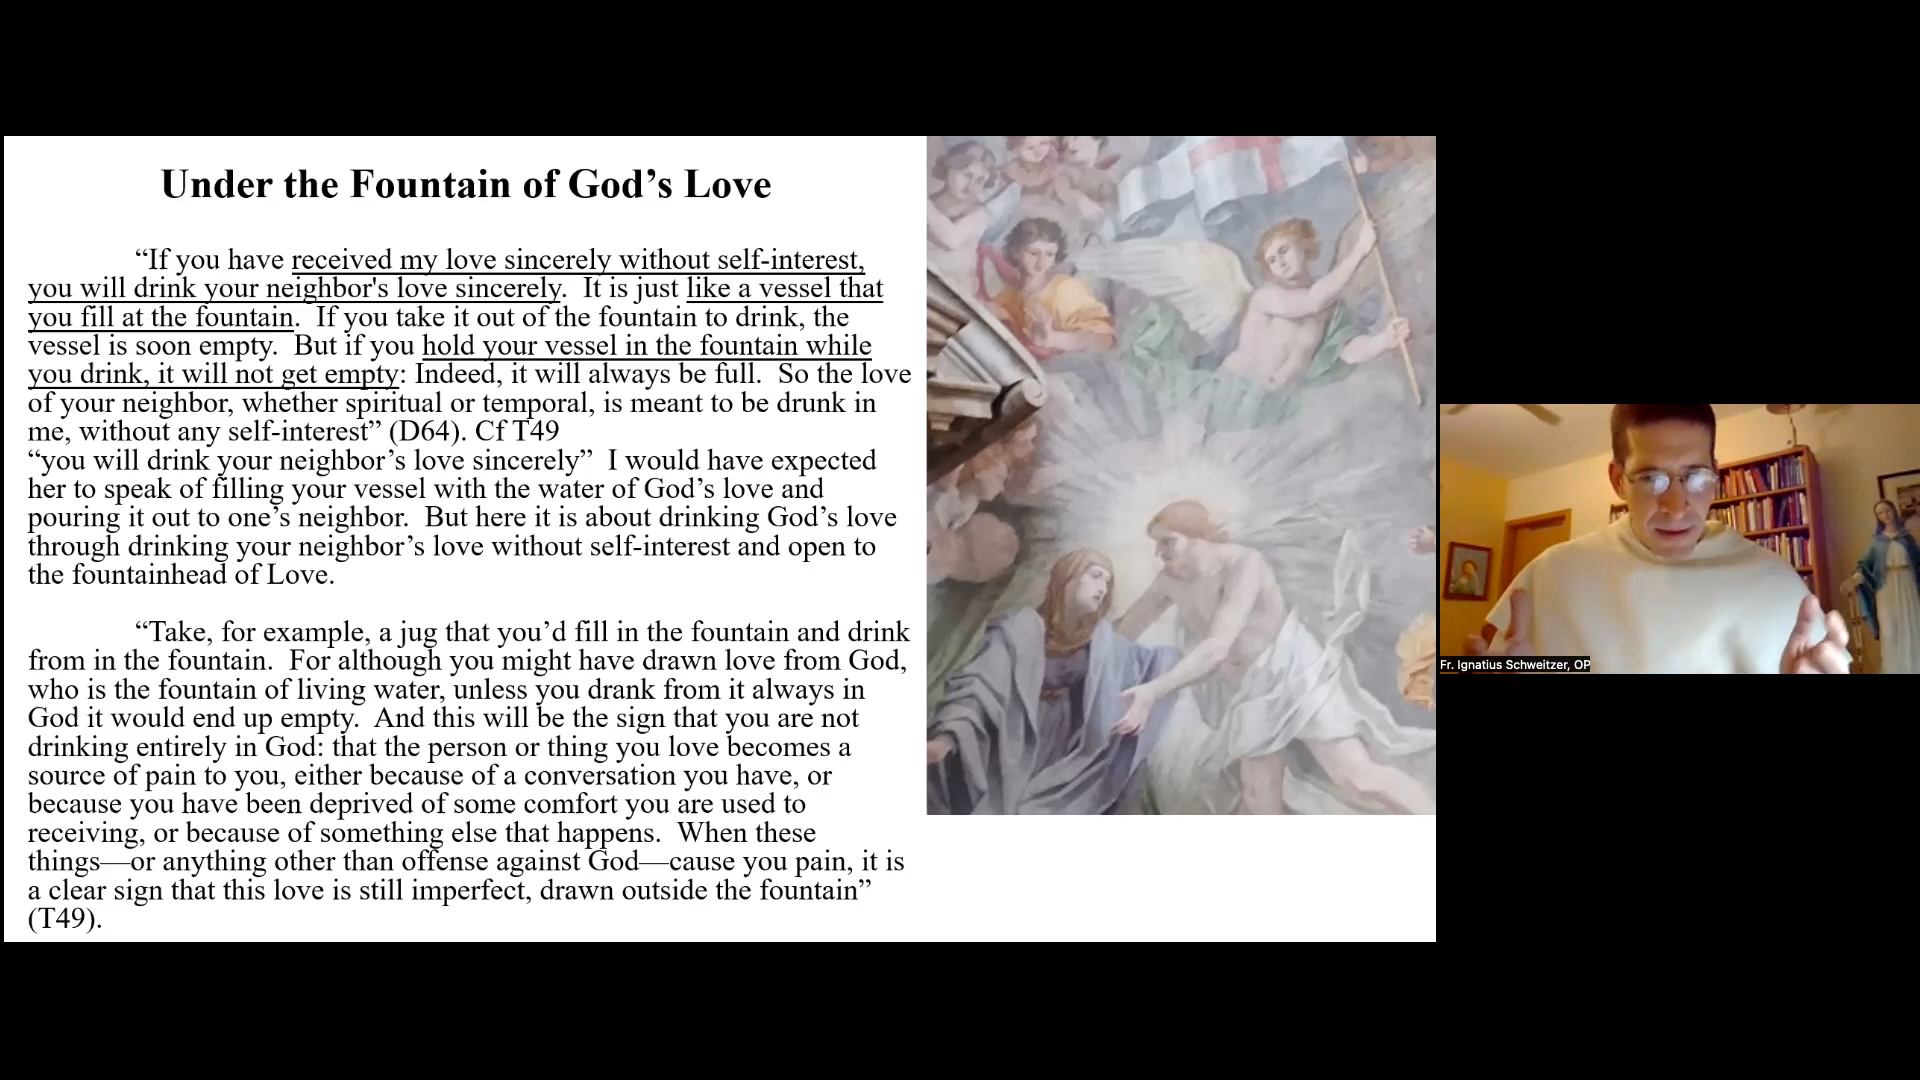 Under the Fountain of God’s Love
“If you have received my love sincerely without self-interest,
you will drink your neighbor's love sincerely.  It is just like a vessel that
you fill at the fountain.  If you take it out of the fountain to drink, the
vessel is soon empty.  But if you hold your vessel in the fountain while
you drink, it will not get empty: Indeed, it will always be full.  So the love
of your neighbor, whether spiritual or temporal, is meant to be drunk in
me, without any self-interest” (D64). Cf T49
“you will drink your neighbor’s love sincerely”  I would have expected
her to speak of filling your vessel with the water of God’s love and
pouring it out to one’s neighbor.  But here it is about drinking God’s love
through drinking your neighbor’s love without self-interest and open to
the fountainhead of Love.
“Take, for example, a jug that you’d fill in the fountain and drink
from in the fountain.  For although you might have drawn love from God,
who is the fountain of living water, unless you drank from it always in
God it would end up empty.  And this will be the sign that you are not
drinking entirely in God: that the person or thing you love becomes a
source of pain to you, either because of a conversation you have, or
because you have been deprived of some comfort you are used to
receiving, or because of something else that happens.  When these
things—or anything other than offense against God—cause you pain, it is
a clear sign that this love is still imperfect, drawn outside the fountain”
(T49).
Fr. Ignatius Schweitzer, OP